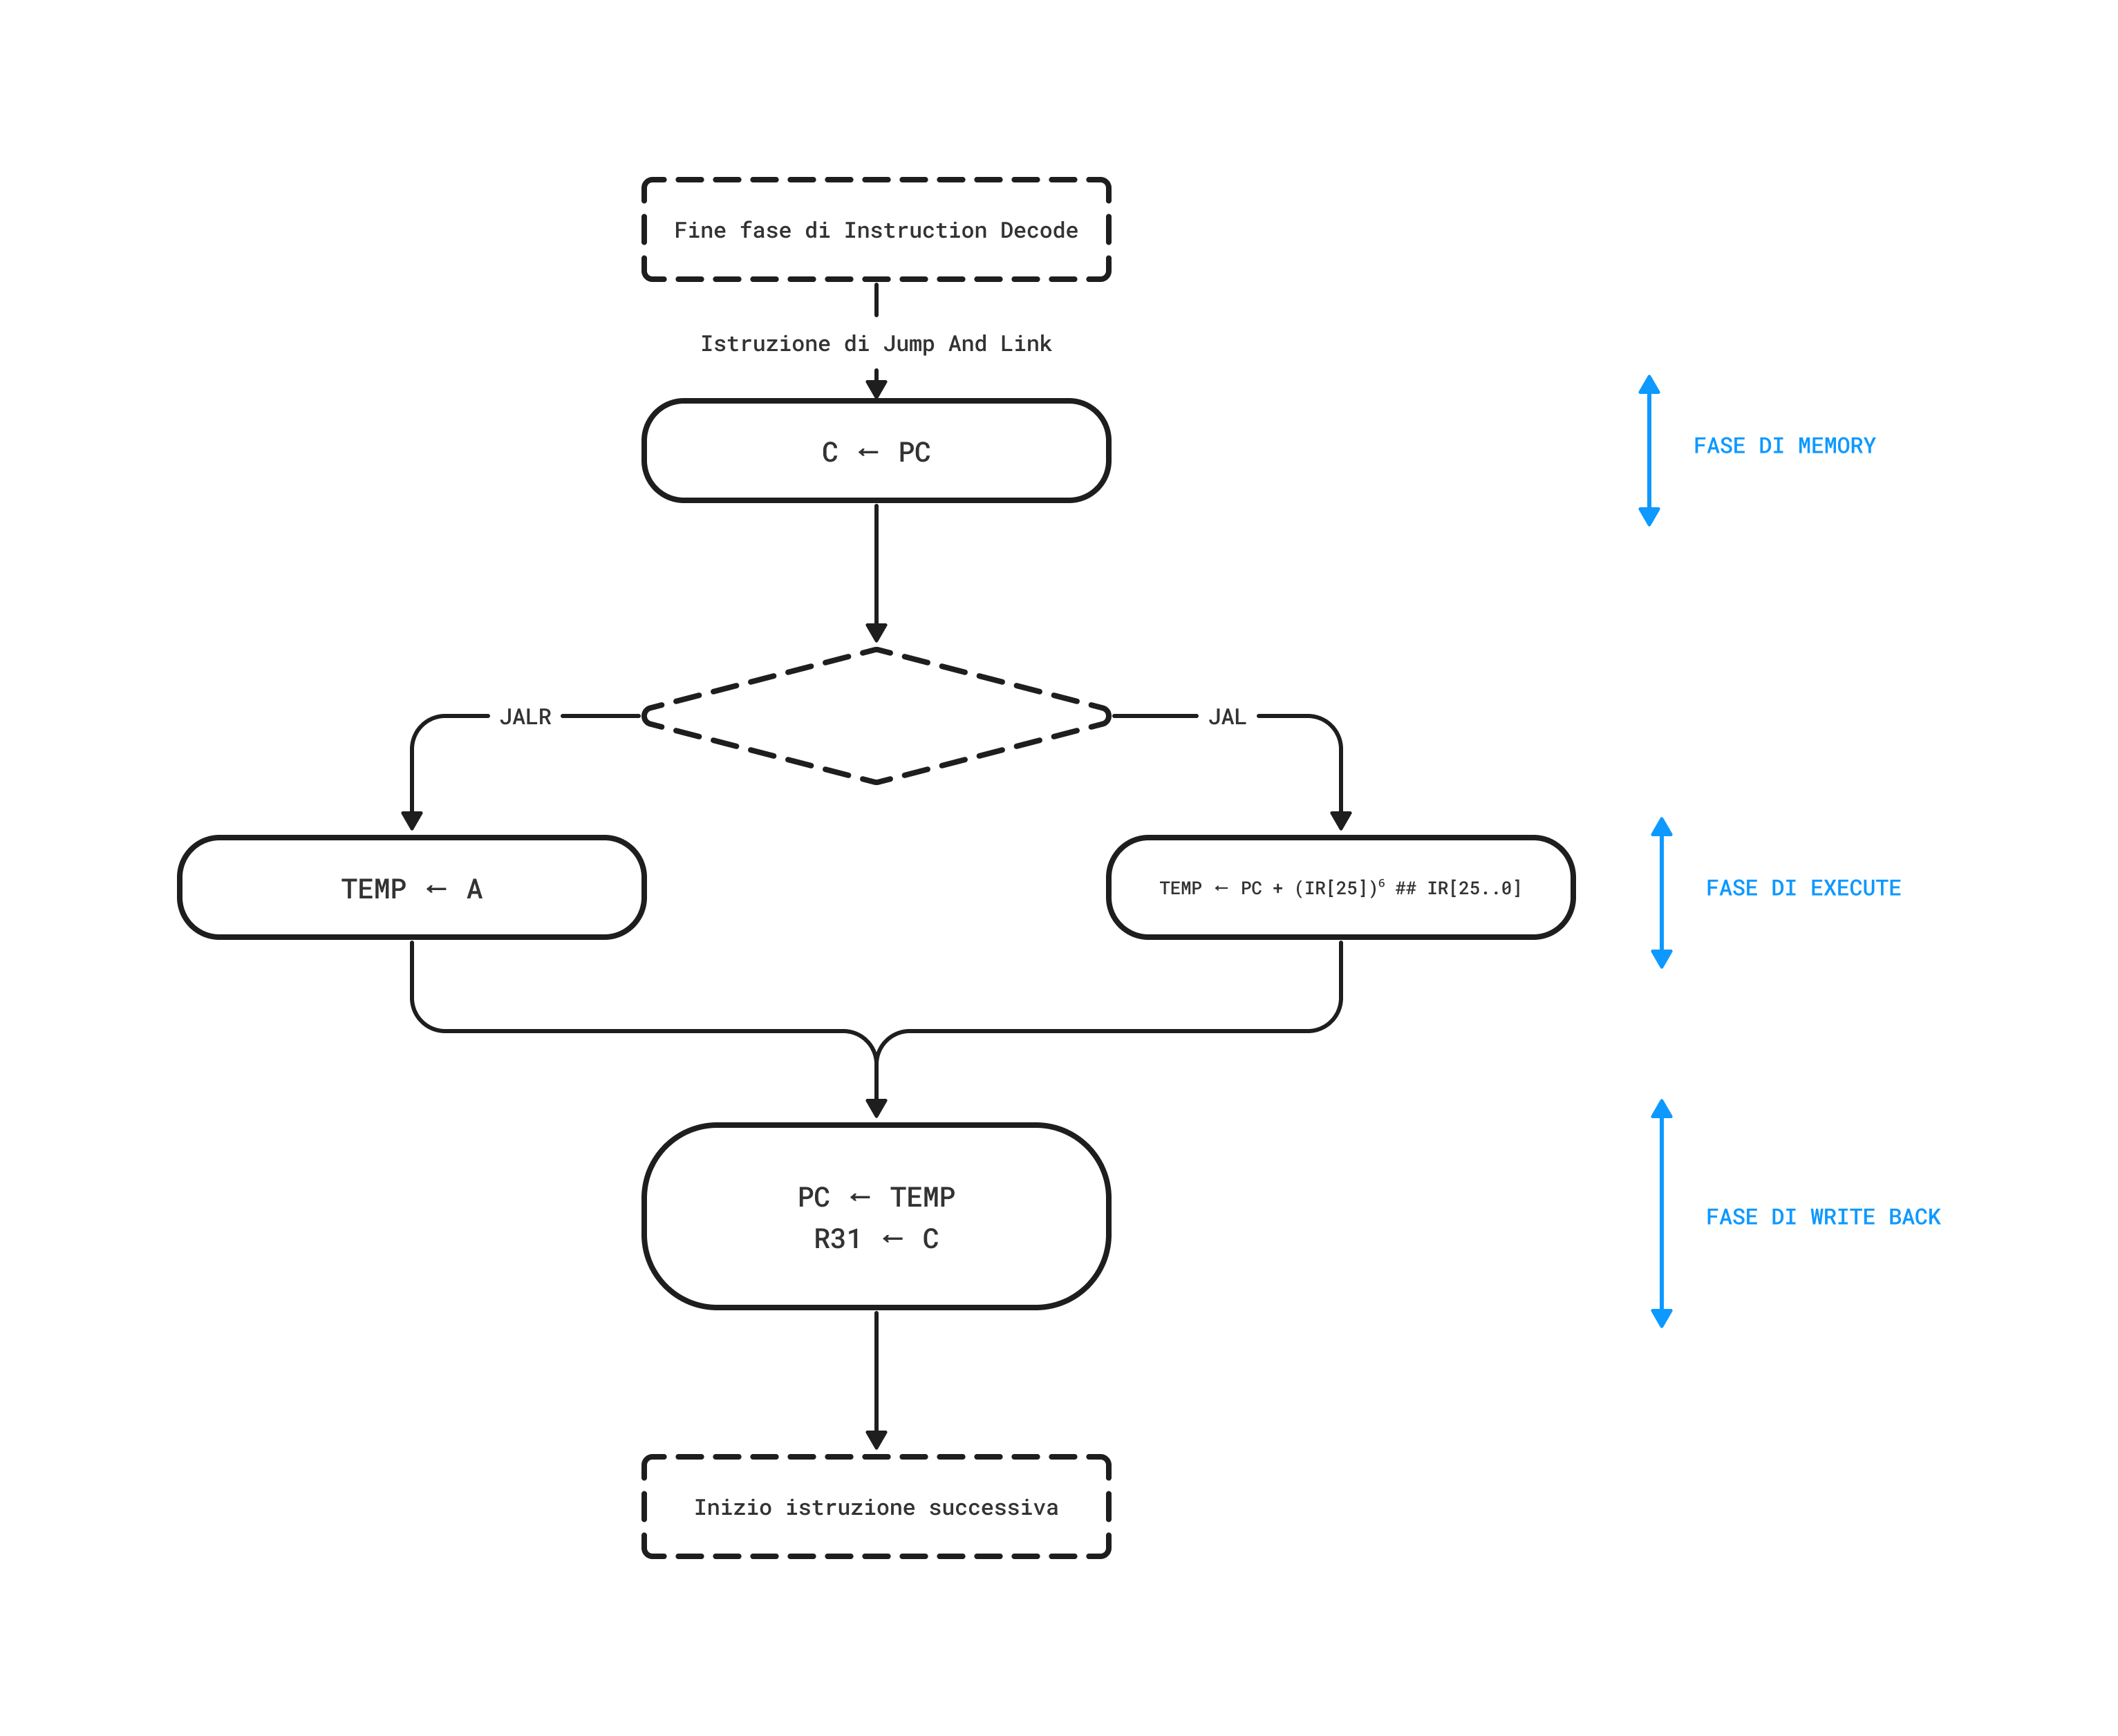 Fine fase di Instruction Decode
Istruzione di Jump And Link
C ← PC
FASE DI MEMORY
JALR
JAL
TEMP ← A
TEMP ← PC + (IR[25])⁶ ## IR[25..0]
FASE DI EXECUTE
PC ← TEMP
R31 ← C
FASE DI WRITE BACK
Inizio istruzione successiva